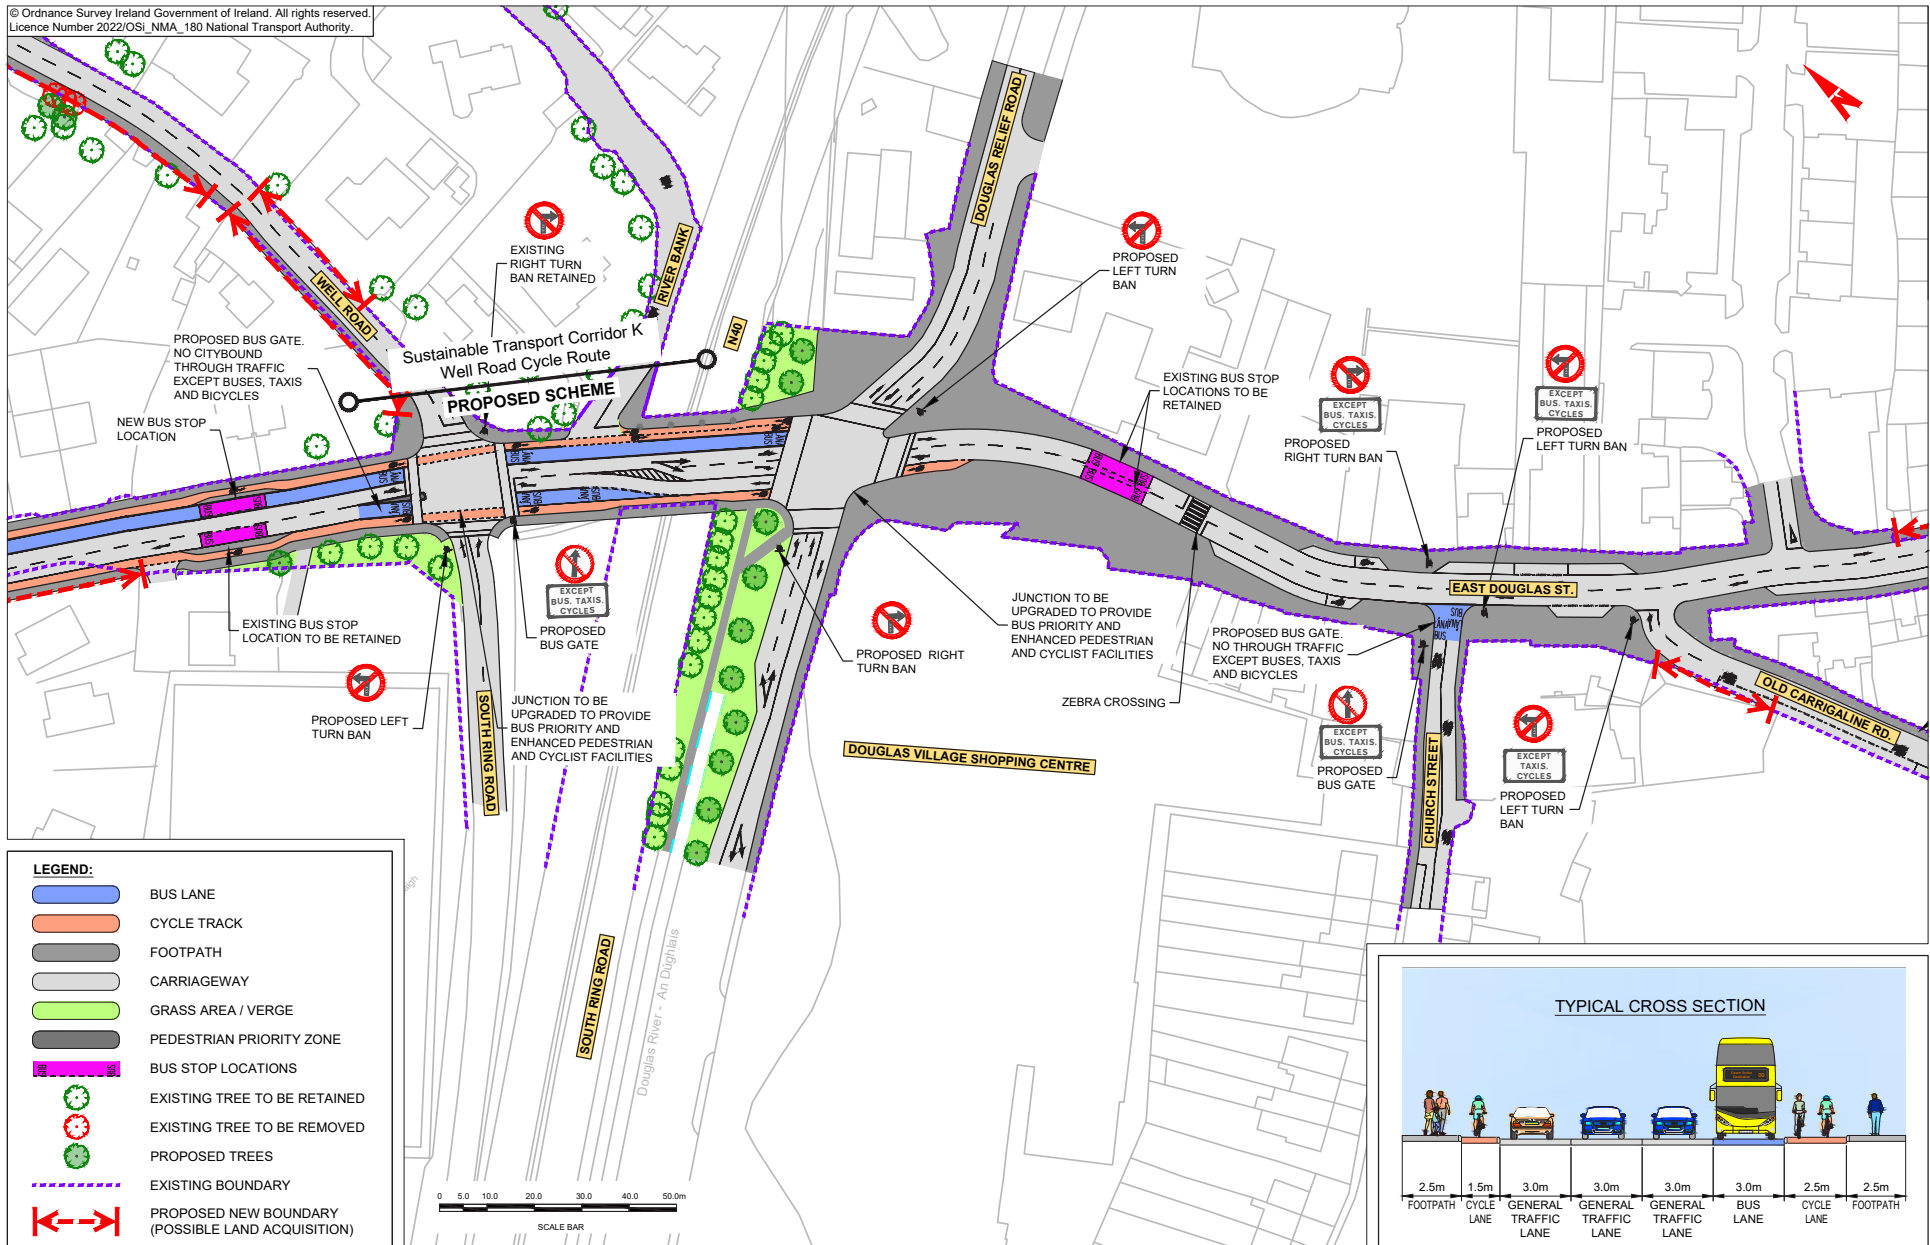 © Ordnance Survey Ireland Government of Ireland. All rights reserved.
Licence Number 2022/OSi_NMA_180 National Transport Authority.
WELL ROAD
EXISTING
RIGHT TURN
BAN RETAINED
RIVER BANK
N40
DOUGLAS RELIEF ROAD
PROPOSED
LEFT TURN
BAN
Sustainable Transport Corridor K
Well Road Cycle Route
PROPOSED SCHEME
PROPOSED BUS GATE.
NO CITYBOUND
THROUGH TRAFFIC
EXCEPT BUSES, TAXIS
AND BICYCLES
NEW BUS STOP
LOCATION
EXISTING BUS STOP
LOCATIONS TO BE
RETAINED
EXCEPT
BUS. TAXIS.
CYCLES
PROPOSED
RIGHT TURN BAN
EXCEPT
BUS. TAXIS.
CYCLES
PROPOSED
LEFT TURN BAN
EXISTING BUS STOP
LOCATION TO BE RETAINED
EXCEPT
BUS. TAXIS.
CYCLES
PROPOSED
BUS GATE
PROPOSED LEFT
TURN BAN
SOUTH RING ROAD
JUNCTION TO BE
UPGRADED TO PROVIDE
BUS PRIORITY AND
ENHANCED PEDESTRIAN
AND CYCLIST FACILITIES
PROPOSED RIGHT
TURN BAN
JUNCTION TO BE
UPGRADED TO PROVIDE
BUS PRIORITY AND
ENHANCED PEDESTRIAN
AND CYCLIST FACILITIES
ZEBRA CROSSING
DOUGLAS VILLAGE SHOPPING CENTRE
EAST DOUGLAS ST.
PROPOSED BUS GATE.
NO THROUGH TRAFFIC
EXCEPT BUSES, TAXIS
AND BICYCLES
EXCEPT
BUS. TAXIS.
CYCLES
PROPOSED
BUS GATE
CHURCH STREET
EXCEPT
TAXIS.
CYCLES
PROPOSED
LEFT TURN
BAN
OLD CARRIGALINE RD.
SOUTH RING ROAD
Douglas River - An Dúghlais
BUS
LÁNA
BUS
LÁNA
BUS
LÁNA
BUS
LÁNA
BUS
BUS
BUS
BUS
LEGEND:
BUS LANE
CYCLE TRACK
FOOTPATH
CARRIAGEWAY
GRASS AREA / VERGE
PEDESTRIAN PRIORITY ZONE
BUS BUS
BUS STOP LOCATIONS
EXISTING TREE TO BE RETAINED
EXISTING TREE TO BE REMOVED
PROPOSED TREES
EXISTING BOUNDARY
PROPOSED NEW BOUNDARY
(POSSIBLE LAND ACQUISITION)
0 5.0 10.0 20.0 30.0 40.0 50.0m
SCALE BAR
TYPICAL CROSS SECTION
2.5m 1.5m 3.0m 3.0m 3.0m 3.0m 2.5m 2.5m
FOOTPATH CYCLE LANE GENERAL TRAFFIC LANE GENERAL TRAFFIC LANE GENERAL TRAFFIC LANE BUS LANE CYCLE LANE FOOTPATH